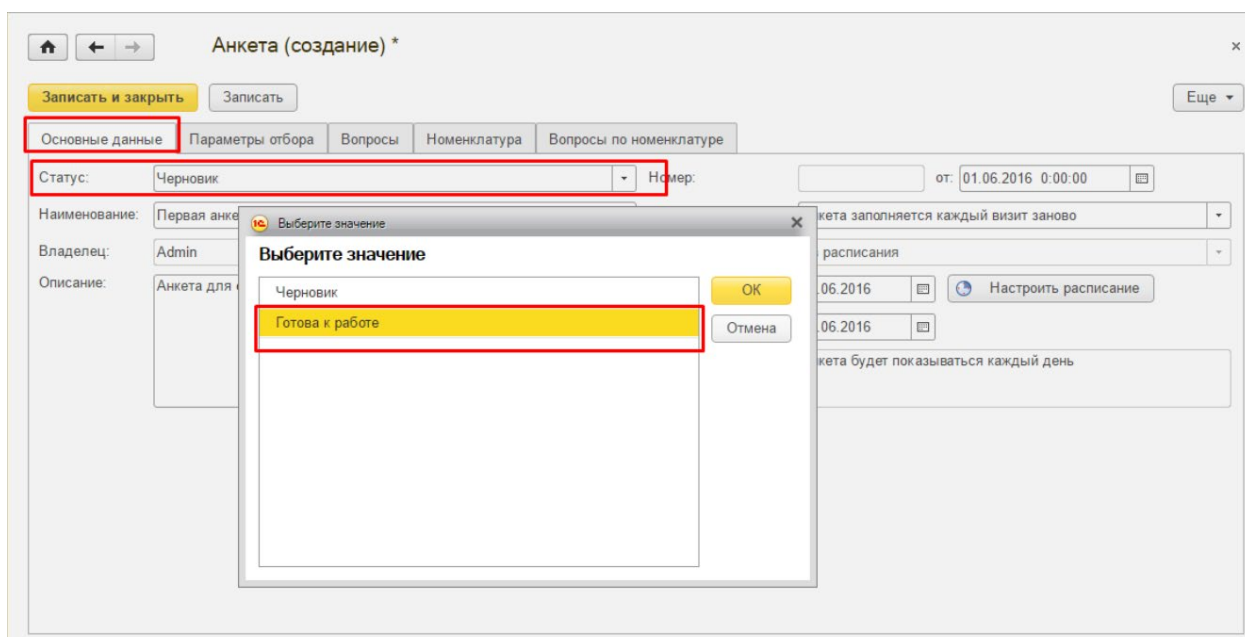 Анкета (создание) *
Записать и закрыть Записать Еще
Основные данные Параметры отбора Вопросы Номенклатура Вопросы по номенклатуре
Статус: Черновик Номер: от: 01.06.2016 0:00:00
Наименование: Первая анке кета заполняется каждый визит заново
Владелец: Admin расписания
Описание: Анкета для .06.2016 Настроить расписание
.06.2016
кета будет показываться каждый день
1С Выберите значение
Выберите значение
Черновик ОК
Готова к работе Отмена